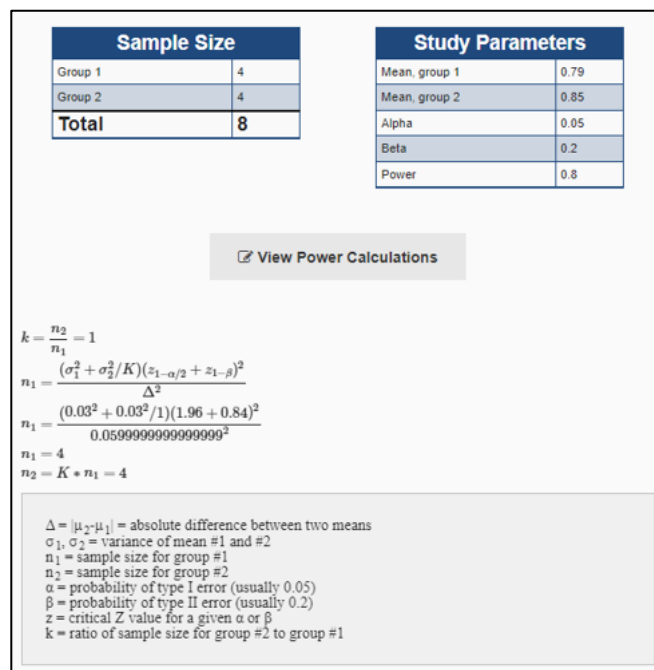 Sample Size
Group 1 4
Group 2 4
Total 8
Study Parameters
Mean, group 1 0.79
Mean, group 2 0.85
Alpha 0.05
Beta 0.2
Power 0.8
View Power Calculations
k = n₂/n₁ = 1
n₁ = (σ₁² + σ₂²/K)(z₁₋α/₂ + z₁₋β)² / Δ²
n₁ = (0.03² + 0.03²/1)(1.96 + 0.84)² / 0.0599999999999999²
n₁ = 4
n₂ = K * n₁ = 4
Δ = |μ₂-μ₁| = absolute difference between two means
σ₁, σ₂ = variance of mean #1 and #2
n₁ = sample size for group #1
n₂ = sample size for group #2
α = probability of type I error (usually 0.05)
β = probability of type II error (usually 0.2)
z = critical Z value for a given α or β
k = ratio of sample size for group #2 to group #1